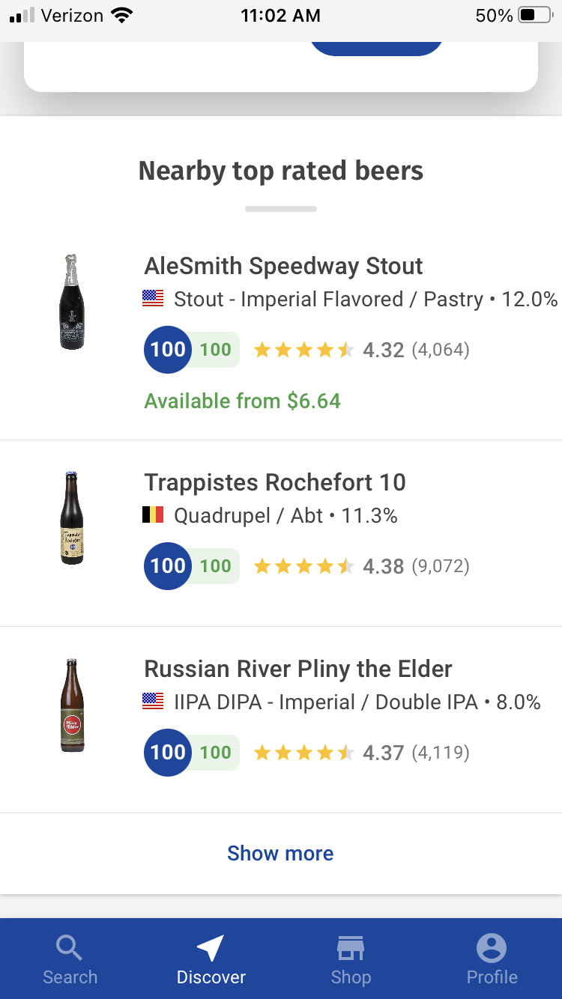 Verizon 11:02 AM 50%
Nearby top rated beers
AleSmith Speedway Stout
Stout - Imperial Flavored / Pastry • 12.0%
100 100 4.32 (4,064)
Available from $6.64
Trappistes Rochefort 10
Quadrupel / Abt • 11.3%
100 100 4.38 (9,072)
Russian River Pliny the Elder
IIPA DIPA - Imperial / Double IPA • 8.0%
100 100 4.37 (4,119)
Show more
Search Discover Shop Profile